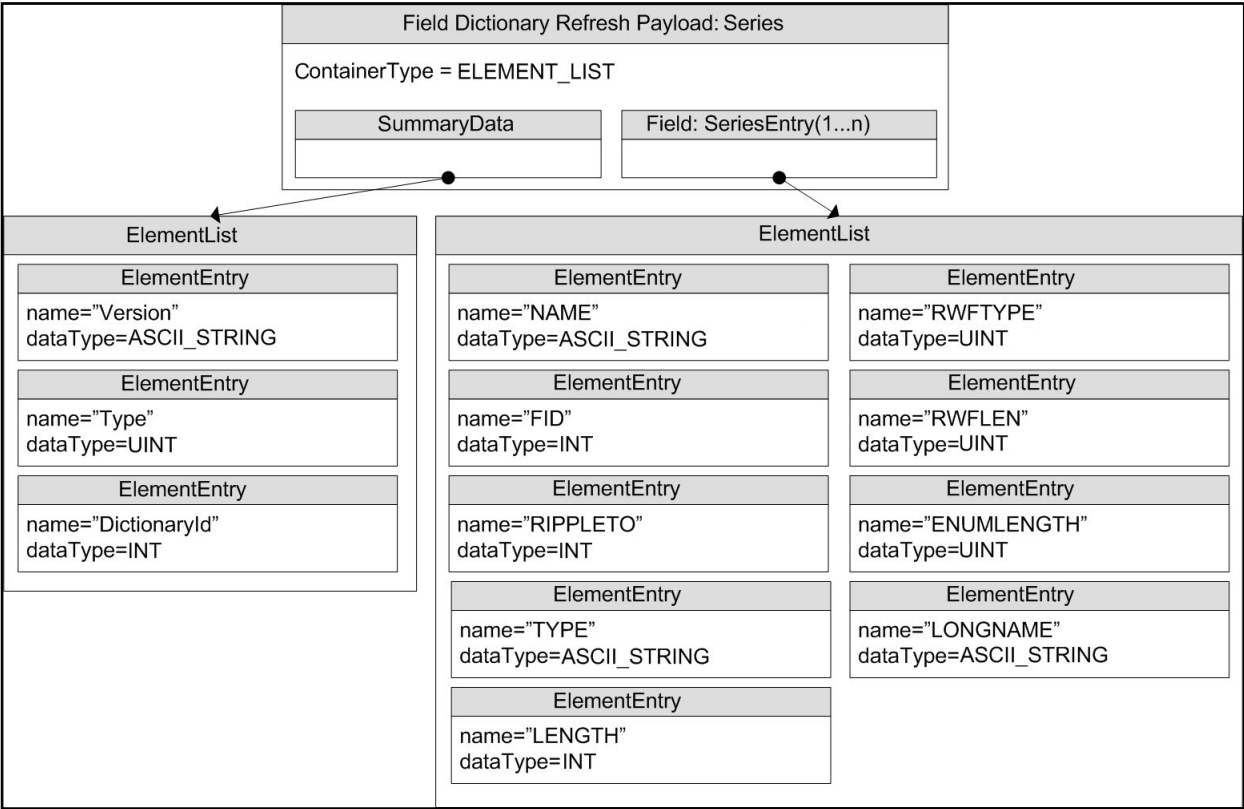 Field Dictionary Refresh Payload: Series
ContainerType = ELEMENT_LIST
SummaryData
Field: SeriesEntry(1...n)
ElementList
ElementEntry
name=”Version”
dataType=ASCII_STRING
ElementEntry
name=”Type”
dataType=UINT
ElementEntry
name=”DictionaryId”
dataType=INT
ElementList
ElementEntry
name=”NAME”
dataType=ASCII_STRING
ElementEntry
name=”FID”
dataType=INT
ElementEntry
name=”RIPPLETO”
dataType=INT
ElementEntry
name=”TYPE”
dataType=ASCII_STRING
ElementEntry
name=”LENGTH”
dataType=INT
ElementEntry
name=”RWFTYPE”
dataType=UINT
ElementEntry
name=”RWFLEN”
dataType=UINT
ElementEntry
name=”ENUMLENGTH”
dataType=UINT
ElementEntry
name=”LONGNAME”
dataType=ASCII_STRING